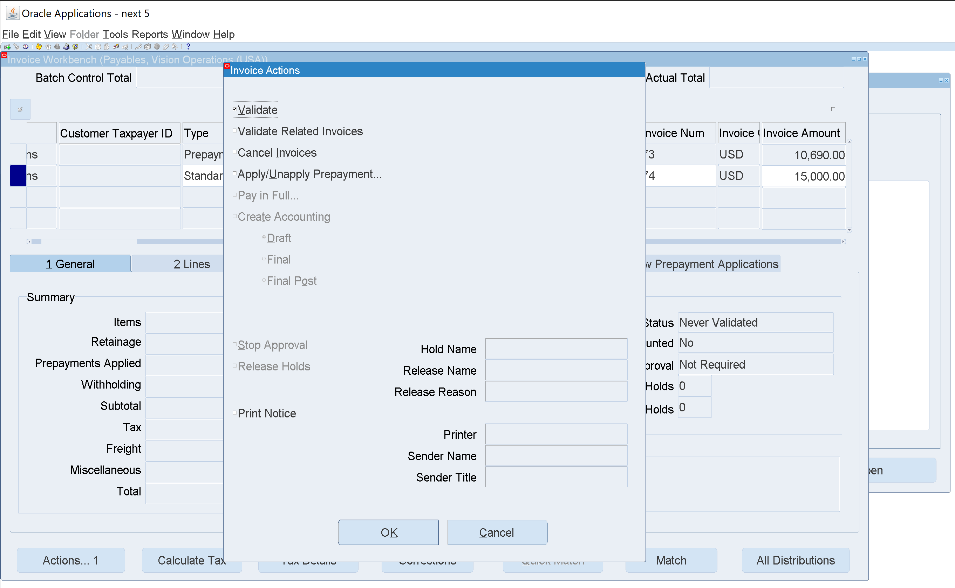 Oracle Applications - next 5
File Edit View Folder Tools Reports Window Help
Invoice Workbench (Payables, Vision Operations (USA))
Batch Control Total
Actual Total
Customer Taxpayer ID Type nvoice Num Invoice Invoice Amount
ns Prepayr 73 USD 10,690.00
ns Standar 74 USD 15,000.00
1 General 2 Lines w Prepayment Applications
Summary
Items
Retainage
Prepayments Applied
Withholding
Subtotal
Tax
Freight
Miscellaneous
Total
Status Never Validated
unted No
proval Not Required
Holds 0
Holds 0
Invoice Actions
Validate
Validate Related Invoices
Cancel Invoices
Apply/Unapply Prepayment...
Pay in Full...
Create Accounting
Draft
Final
Final Post
Stop Approval
Release Holds
Hold Name
Release Name
Release Reason
Print Notice
Printer
Sender Name
Sender Title
OK Cancel
pen
Actions... 1 Calculate Tax Tax Details Corrections Quick Match Match All Distributions